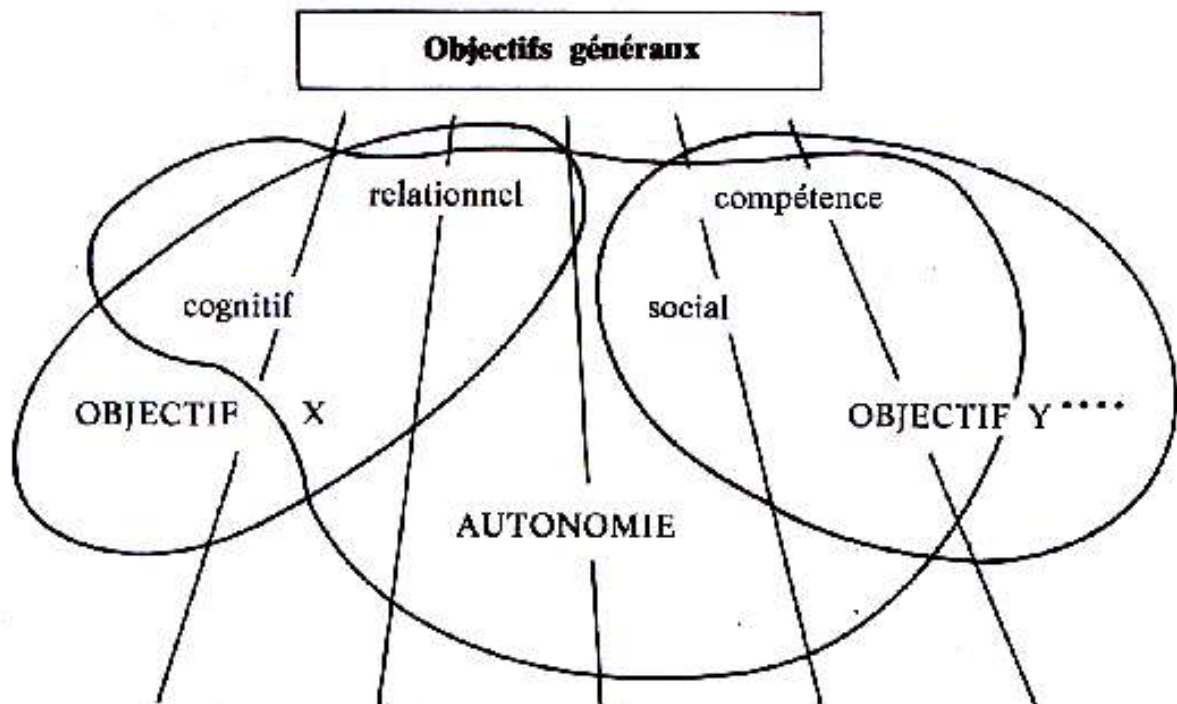 Objectifs généraux
relationnel
compétence
cognitif
social
OBJECTIF X
OBJECTIF Y ....
AUTONOMIE